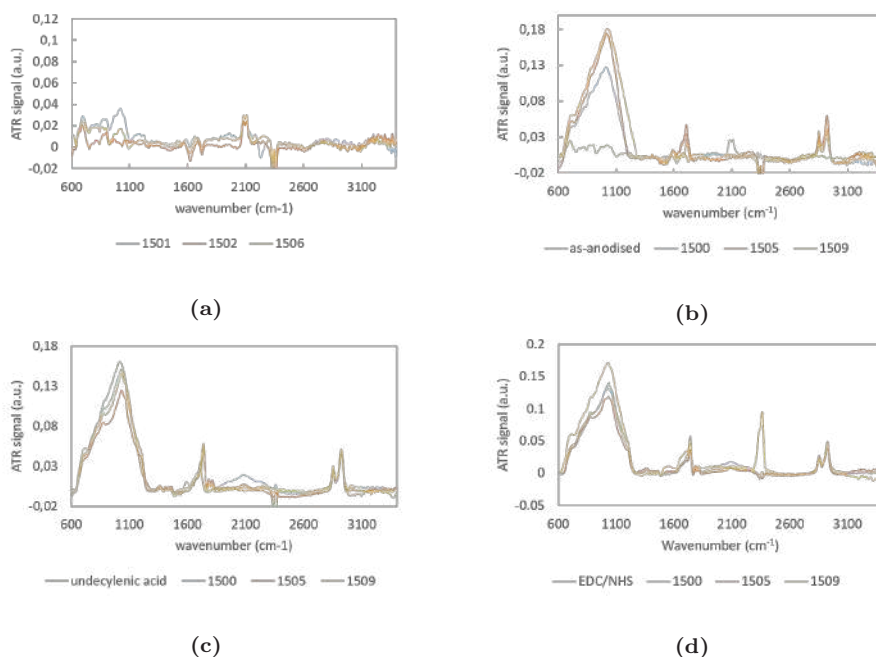 0,12
0,1
0,08
0,06
0,04
0,02
0
-0,02
ATR signal (a.u.)
600 1100 1600 2100 2600 3100
wavenumber (cm-1)
1501 1502 1506
(a)
0,18
0,13
0,08
0,03
-0,02
ATR signal (a.u.)
600 1100 1600 2100 2600 3100
wavenumber (cm⁻¹)
as-anodised 1500 1505 1509
(b)
0,18
0,13
0,08
0,03
-0,02
ATR signal (a.u.)
600 1100 1600 2100 2600 3100
wavenumber (cm-1)
undecylenic acid 1500 1505 1509
(c)
0.2
0.15
0.1
0.05
0
-0.05
ATR signal (a.u.)
600 1100 1600 2100 2600 3100
Wavenumber (cm⁻¹)
EDC/NHS 1500 1505 1509
(d)